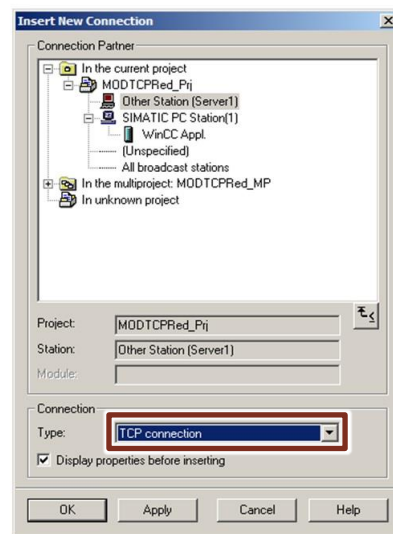 Insert New Connection
Connection Partner
In the current project
MODTCPRed_Prj
Other Station (Server1)
SIMATIC PC Station(1)
WinCC Appl.
(Unspecified)
All broadcast stations
In the multiproject: MODTCPRed_MP
In unknown project
Project: MODTCPRed_Prj
Station: Other Station (Server1)
Module:
Connection
Type: TCP connection
Display properties before inserting
OK Apply Cancel Help